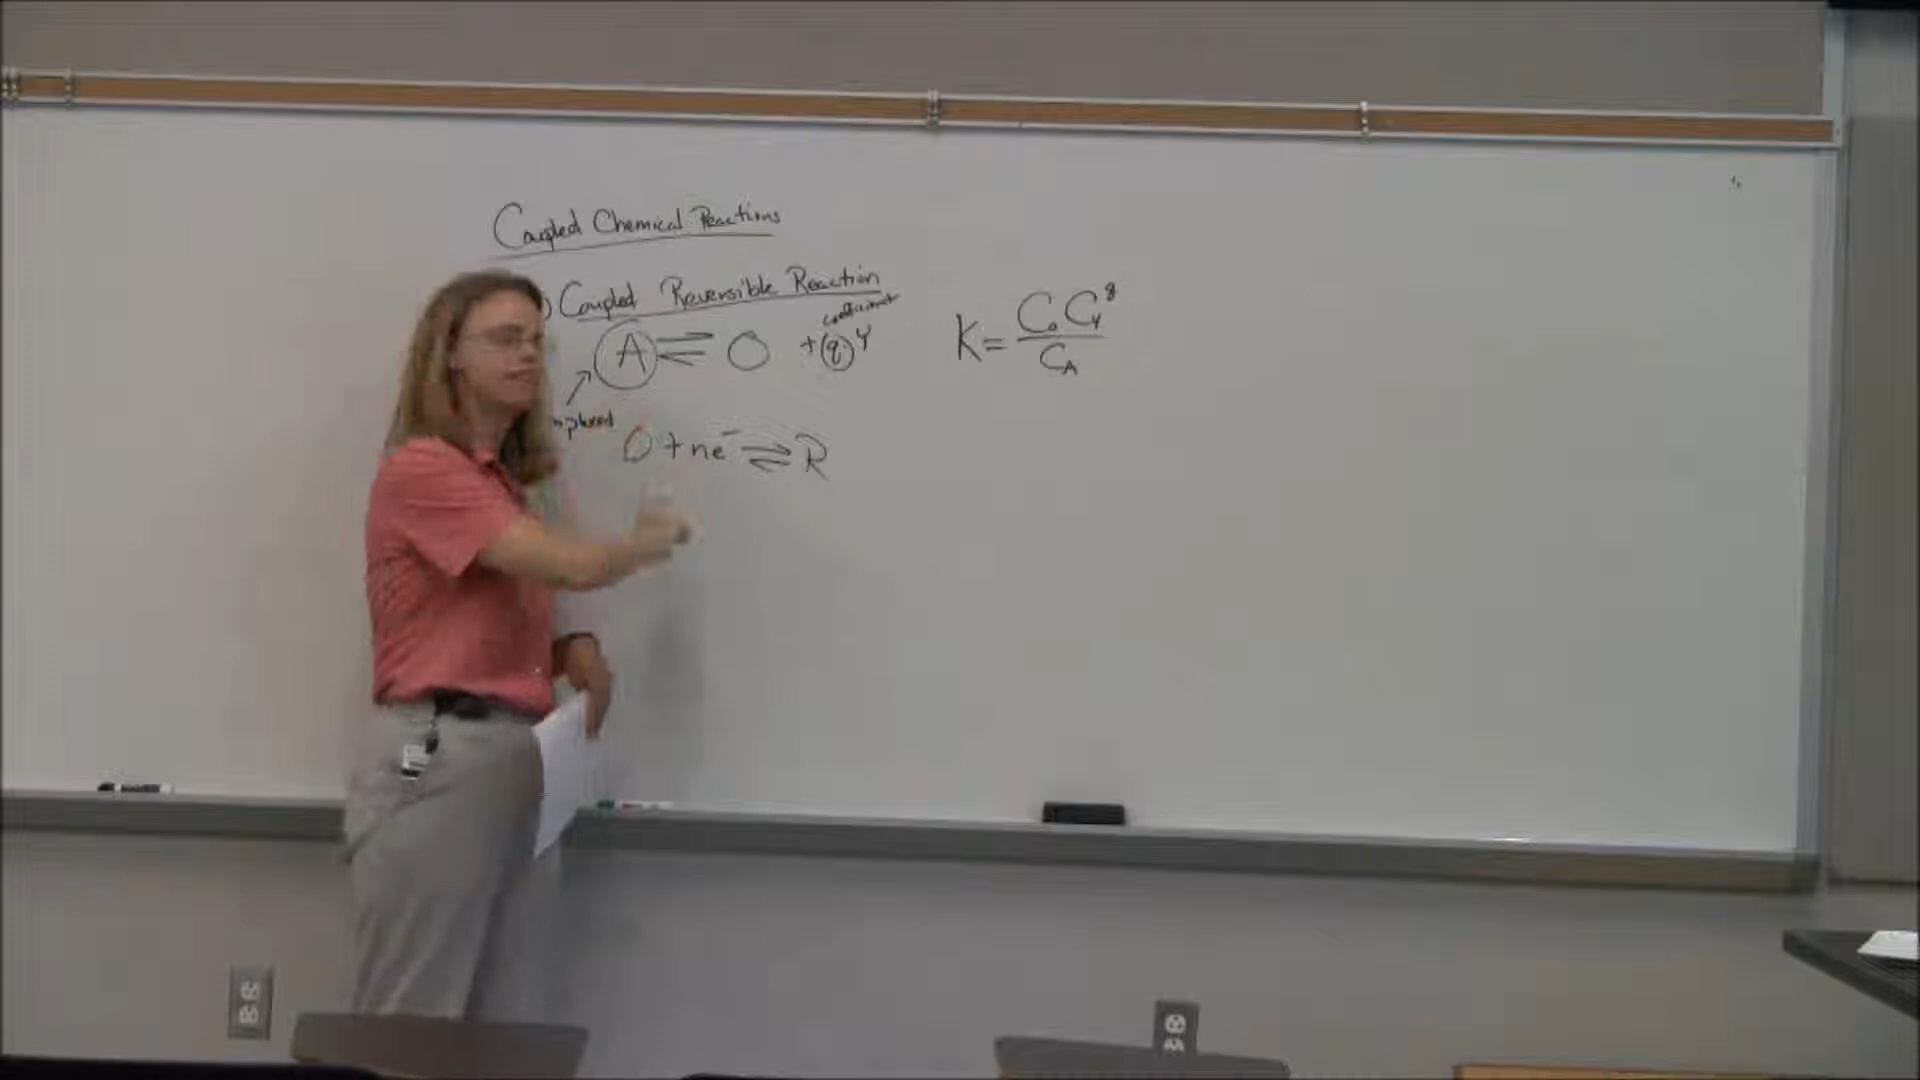 Coupled Chemical Reactions
) Coupled Reversible Reaction
coefficient
A ⇌ O + q Y
K = C_O C_Y^q / C_A
O + ne⁻ ⇌ R